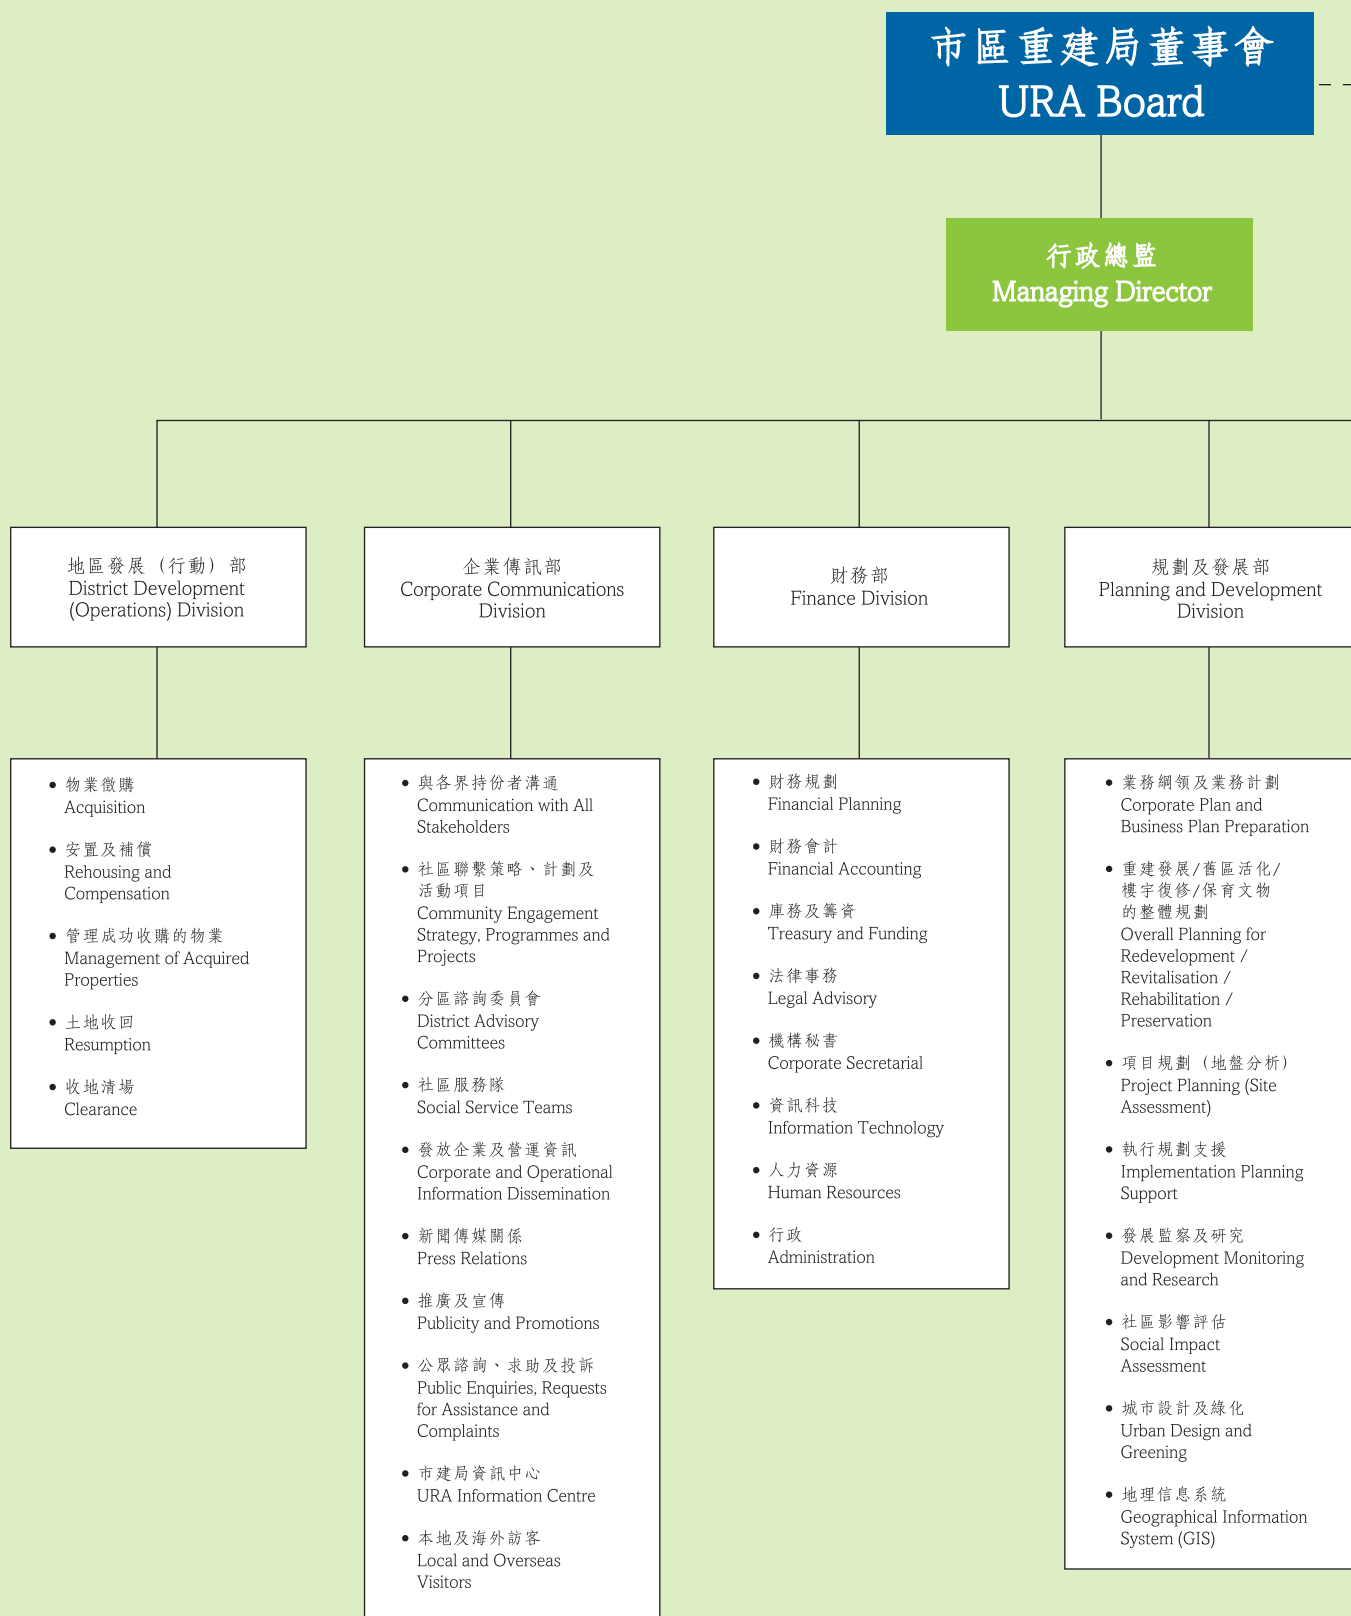 市區重建局董事會
URA Board
行政總監
Managing Director
地區發展（行動）部
District Development
(Operations) Division
企業傳訊部
Corporate Communications
Division
財務部
Finance Division
規劃及發展部
Planning and Development
Division
• 物業徵購
Acquisition
• 安置及補償
Rehousing and
Compensation
• 管理成功收購的物業
Management of Acquired
Properties
• 土地收回
Resumption
• 收地清場
Clearance
• 與各界持份者溝通
Communication with All
Stakeholders
• 社區聯繫策略、計劃及
活動項目
Community Engagement
Strategy, Programmes and
Projects
• 分區諮詢委員會
District Advisory
Committees
• 社區服務隊
Social Service Teams
• 發放企業及營運資訊
Corporate and Operational
Information Dissemination
• 新聞傳媒關係
Press Relations
• 推廣及宣傳
Publicity and Promotions
• 公眾諮詢、求助及投訴
Public Enquiries, Requests
for Assistance and
Complaints
• 市建局資訊中心
URA Information Centre
• 本地及海外訪客
Local and Overseas
Visitors
• 財務規劃
Financial Planning
• 財務會計
Financial Accounting
• 庫務及籌資
Treasury and Funding
• 法律事務
Legal Advisory
• 機構秘書
Corporate Secretarial
• 資訊科技
Information Technology
• 人力資源
Human Resources
• 行政
Administration
• 業務綱領及業務計劃
Corporate Plan and
Business Plan Preparation
• 重建發展/舊區活化/
樓宇復修/保育文物
的整體規劃
Overall Planning for
Redevelopment /
Revitalisation /
Rehabilitation /
Preservation
• 項目規劃（地盤分析）
Project Planning (Site
Assessment)
• 執行規劃支援
Implementation Planning
Support
• 發展監察及研究
Development Monitoring
and Research
• 社區影響評估
Social Impact
Assessment
• 城市設計及綠化
Urban Design and
Greening
• 地理信息系統
Geographical Information
System (GIS)